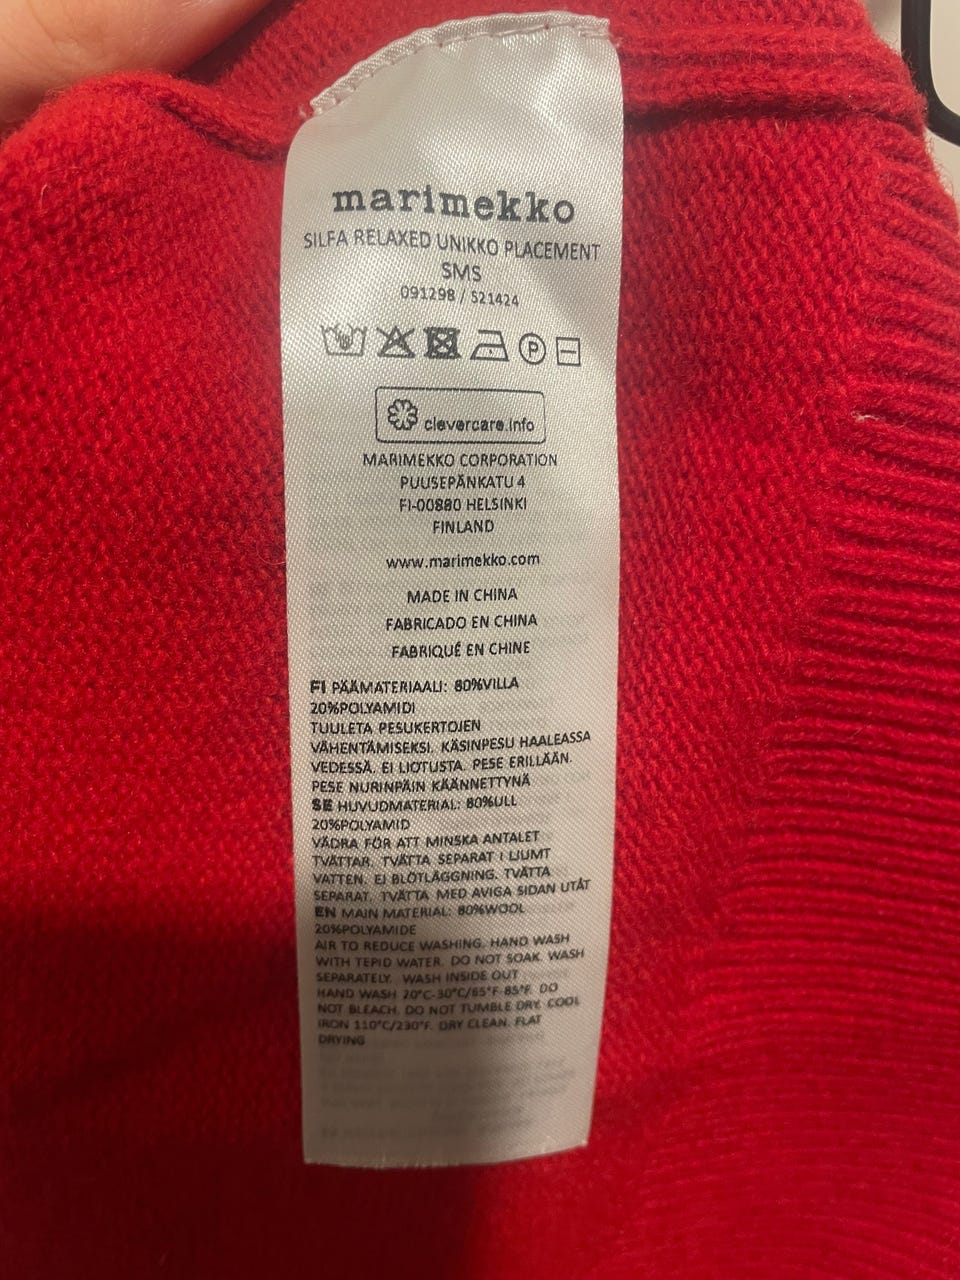 marimekko
SILFA RELAXED UNIKKO PLACEMENT
SMS
091298 / S21424
P
clevercare.info
MARIMEKKO CORPORATION
PUUSEPÄNKATU 4
FI-00880 HELSINKI
FINLAND
www.marimekko.com
MADE IN CHINA
FABRICADO EN CHINA
FABRIQUÉ EN CHINE
FI PÄÄMATERIAALI: 80%VILLA
20%POLYAMIDI
TUULETA PESUKERTOJEN
VÄHENTÄMISEKSI. KÄSINPESU HAALEASSA
VEDESSÄ. EI LIOTUSTA. PESE ERILLÄÄN.
PESE NURINPÄIN KÄÄNNETTYNÄ
SE HUVUDMATERIAL: 80%ULL
20%POLYAMID
VÄDRA FÖR ATT MINSKA ANTALET
TVÄTTAR. TVÄTTA SEPARAT I LJUMT
VATTEN. EJ BLÖTLÄGGNING. TVÄTTA
SEPARAT. TVÄTTA MED AVIGA SIDAN UTÅT
EN MAIN MATERIAL: 80%WOOL
20%POLYAMIDE
AIR TO REDUCE WASHING. HAND WASH
WITH TEPID WATER. DO NOT SOAK. WASH
SEPARATELY. WASH INSIDE OUT
HAND WASH 20°C-30°C/65°F-85°F. DO
NOT BLEACH. DO NOT TUMBLE DRY. COOL
IRON 110°C/230°F. DRY CLEAN. FLAT
DRYING